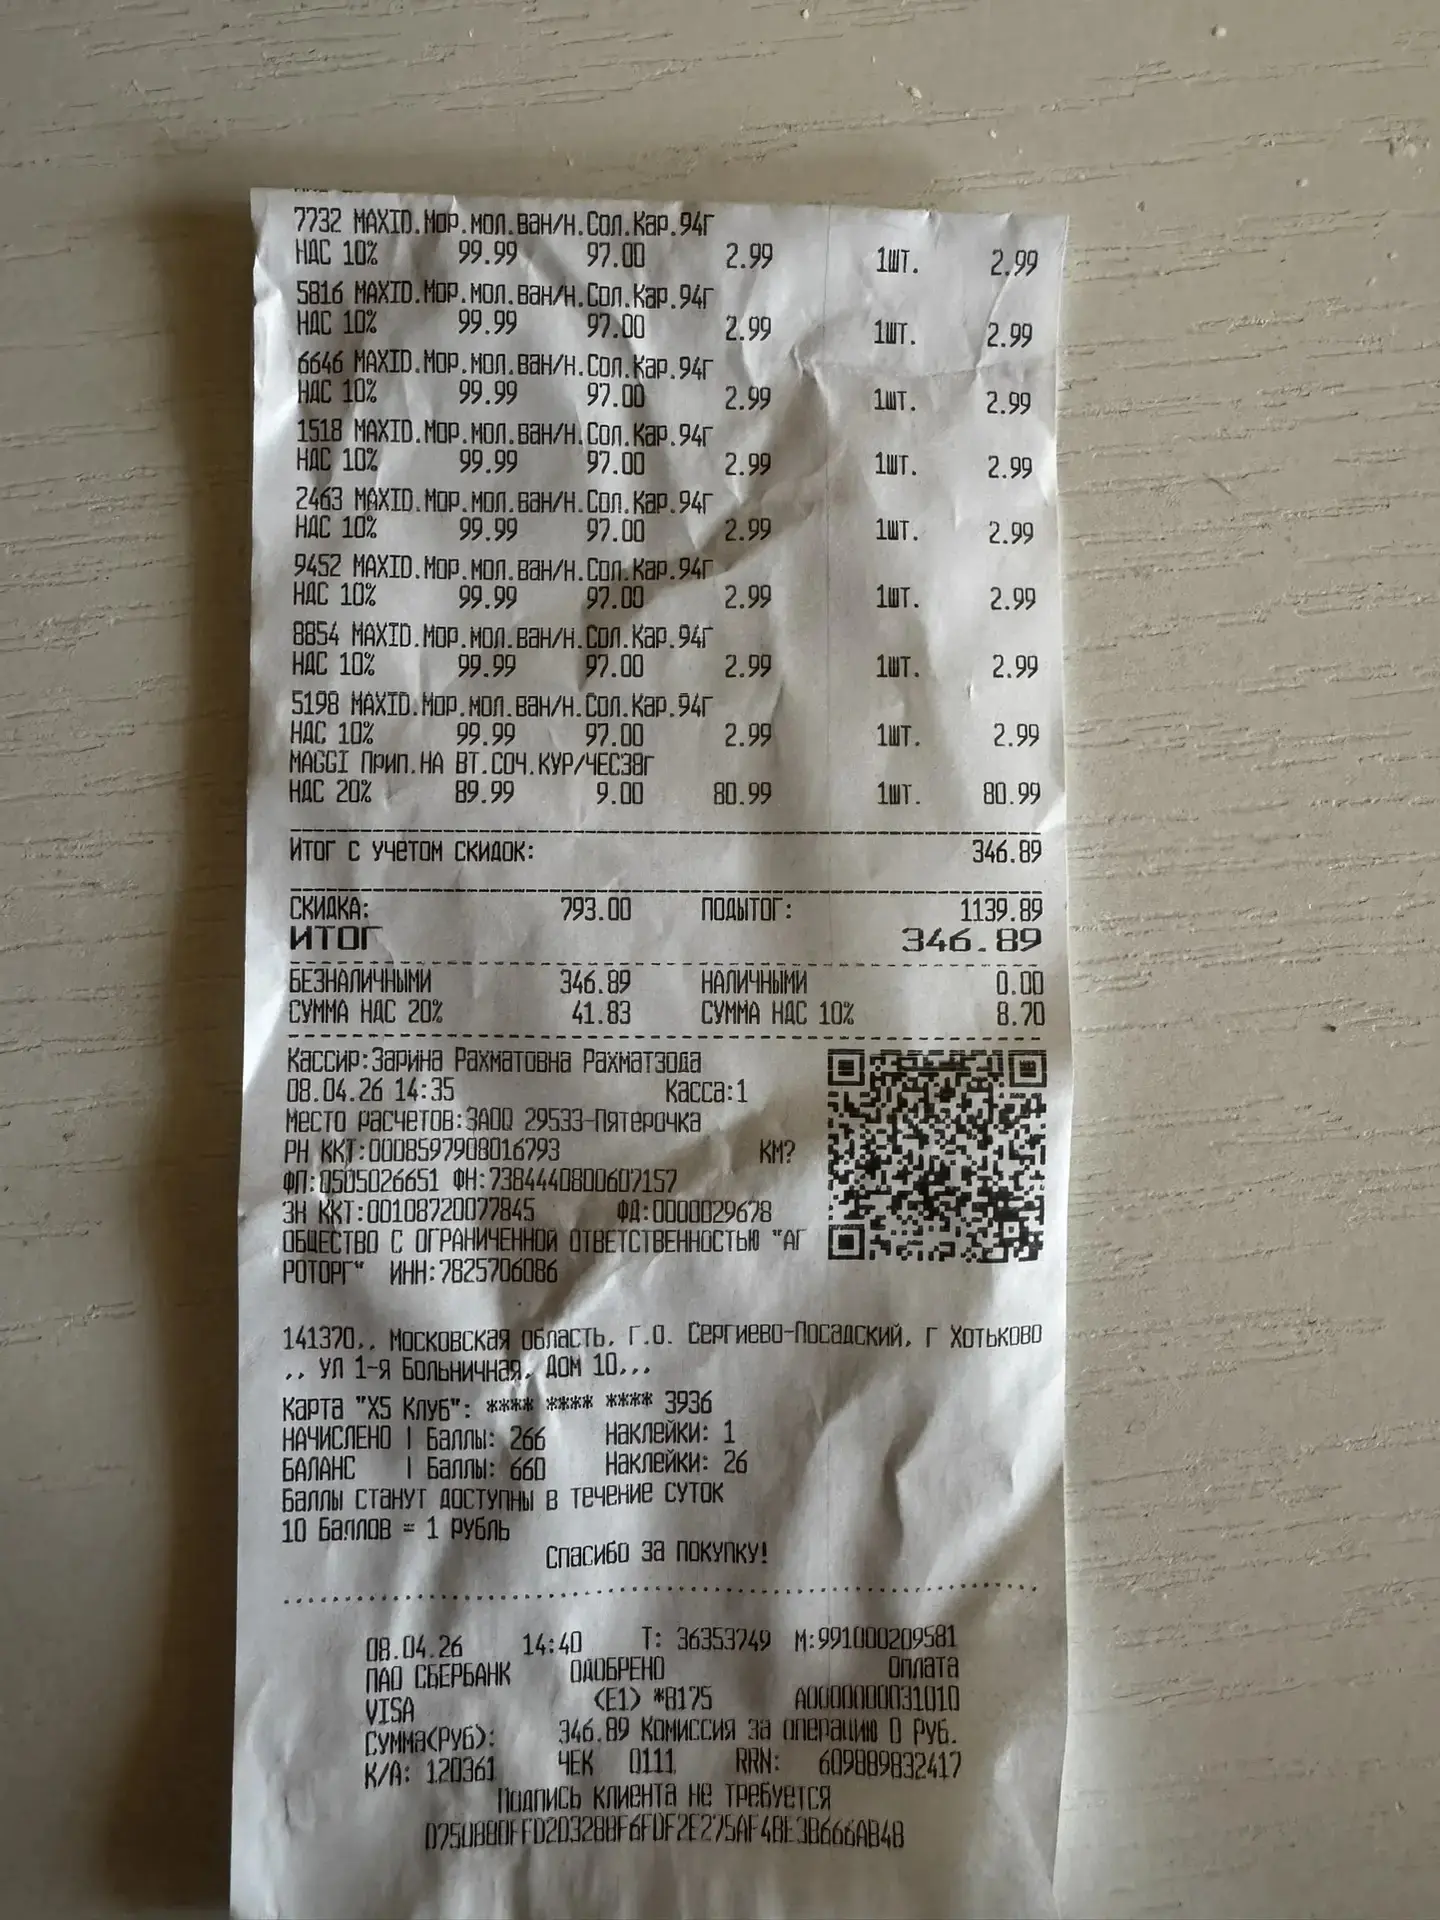 7732 MAXID.Мор.мол.ван/н.Сол.Кар.94г
НДС 10% 99.99 97.00 2.99 1шт. 2.99
5816 MAXID.Мор.мол.ван/н.Сол.Кар.94г
НДС 10% 99.99 97.00 2.99 1шт. 2.99
6646 MAXID.Мор.мол.ван/н.Сол.Кар.94г
НДС 10% 99.99 97.00 2.99 1шт. 2.99
1518 MAXID.Мор.мол.ван/н.Сол.Кар.94г
НДС 10% 99.99 97.00 2.99 1шт. 2.99
2463 MAXID.Мор.мол.ван/н.Сол.Кар.94г
НДС 10% 99.99 97.00 2.99 1шт. 2.99
9452 MAXID.Мор.мол.ван/н.Сол.Кар.94г
НДС 10% 99.99 97.00 2.99 1шт. 2.99
8854 MAXID.Мор.мол.ван/н.Сол.Кар.94г
НДС 10% 99.99 97.00 2.99 1шт. 2.99
5198 MAXID.Мор.мол.ван/н.Сол.Кар.94г
НДС 10% 99.99 97.00 2.99 1шт. 2.99
MAGGI Прип.НА ВТ.СОЧ.КУР/ЧЕС38г
НДС 20% 89.99 9.00 80.99 1шт. 80.99
Итог с учетом скидок: 346.89
СКИДКА: 793.00 ПОДЫТОГ: 1139.89
ИТОГ 346.89
БЕЗНАЛИЧНЫМИ 346.89 НАЛИЧНЫМИ 0.00
СУММА НДС 20% 41.83 СУММА НДС 10% 8.70
Кассир:Зарина Рахматовна Рахматзода
08.04.26 14:35 Касса:1
Место расчетов:ЗАОQ 29533-Пятерочка
РН ККТ:0008597908016793 КМ?
ФП:0505026651 ФН:7384440800607157
ЗН ККТ:00108720077845 ФД:0000029678
ОБЩЕСТВО С ОГРАНИЧЕННОЙ ОТВЕТСТВЕННОСТЬЮ "АГ
РОТОРГ" ИНН:7825706086
141370,, Московская область, Г.О. Сергиево-Посадский, г Хотьково
,, ул 1-я Больничная, дом 10,,,
Карта "Х5 Клуб": **** **** **** 3936
НАЧИСЛЕНО | Баллы: 266 Наклейки: 1
БАЛАНС | Баллы: 660 Наклейки: 26
Баллы станут доступны в течение суток
10 Баллов = 1 рубль
Спасибо за покупку!
08.04.26 14:40 Т: 36353749 М:991000209581
ПАО СБЕРБАНК ОДОБРЕНО Оплата
VISA (E1) *8175 A0000000031010
Сумма(Руб): 346.89 Комиссия за операцию 0 Руб.
К/А: 120361 ЧЕК 0111 RRN: 609889832417
Подпись клиента не требуется